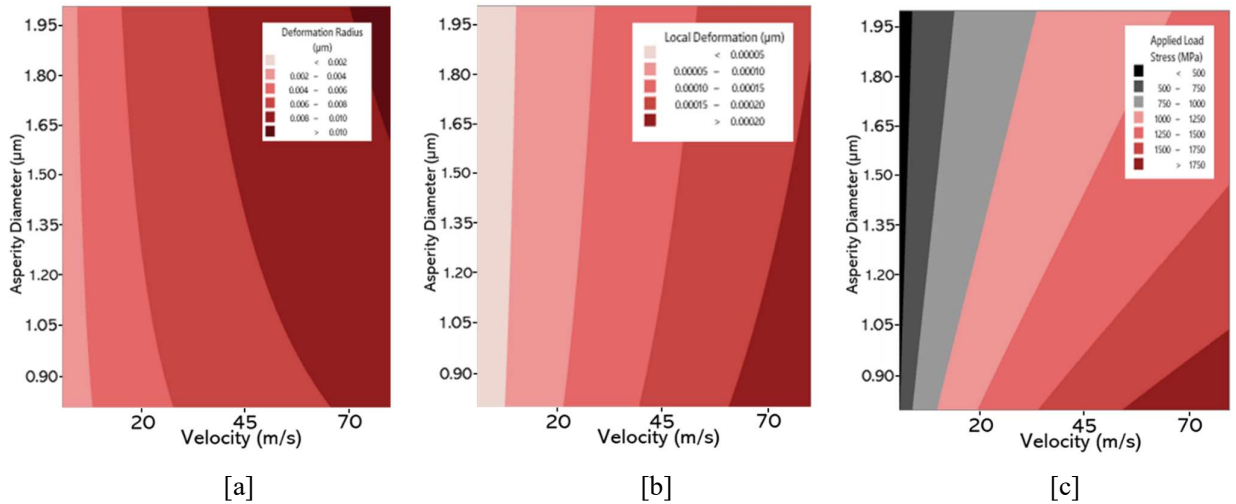 Deformation Radius
(µm)
< 0.002
0.002 – 0.004
0.004 – 0.006
0.006 – 0.008
0.008 – 0.010
> 0.010
Asperity Diameter (µm)
1.95
1.80
1.65
1.50
1.35
1.20
1.05
0.90
20
45
70
Velocity (m/s)
[a]
Local Deformation (µm)
< 0.00005
0.00005 – 0.00010
0.00010 – 0.00015
0.00015 – 0.00020
> 0.00020
Asperity Diameter (µm)
1.95
1.80
1.65
1.50
1.35
1.20
1.05
0.90
20
45
70
Velocity (m/s)
[b]
Applied Load
Stress (MPa)
< 500
500 – 750
750 – 1000
1000 – 1250
1250 – 1500
1500 – 1750
> 1750
Asperity Diameter (µm)
1.95
1.80
1.65
1.50
1.35
1.20
1.05
0.90
20
45
70
Velocity (m/s)
[c]